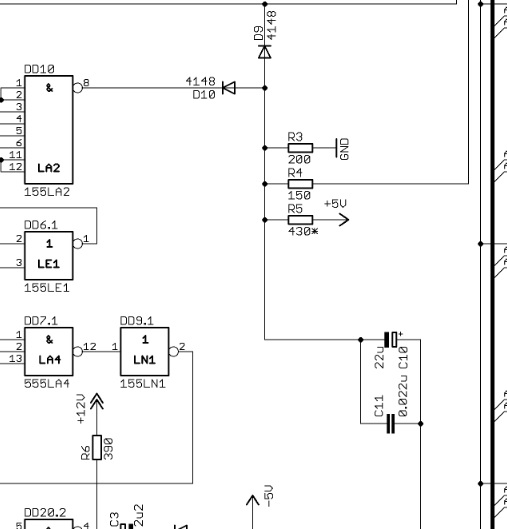 D9
4148
DD10
1
2
3
4
5
6
11
12
&
LA2
8
155LA2
4148
D10
R3
200
GND
R4
150
R5
430*
+5V
DD6.1
2
3
1
LE1
1
155LE1
DD7.1
1
2
13
&
LA4
12
555LA4
DD9.1
1
1
LN1
2
155LN1
+
22u
C10
C11
0.022u
+12V
R6
390
-5V
DD20.2
5
&
4
C3
2u2